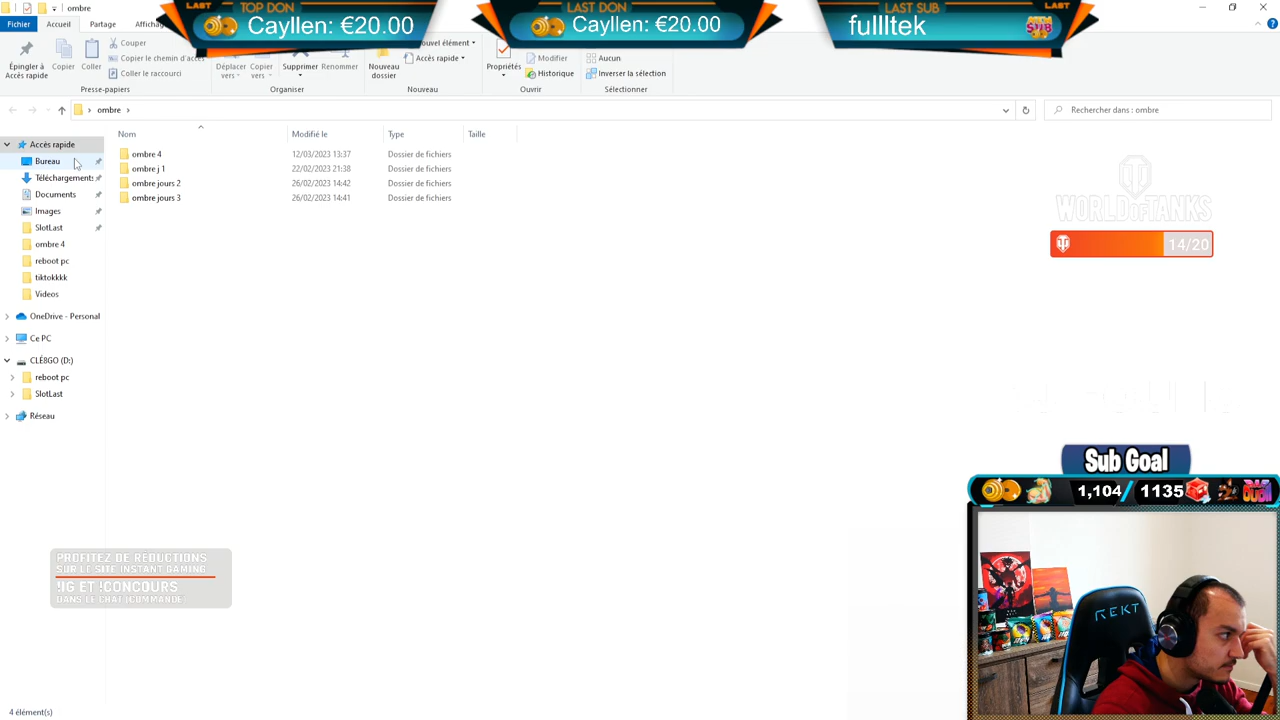 ombre
LAST TOP DON
Cayllen: €20.00
LAST LAST DON
Cayllen: €20.00
LAST SUB LAST
fullltek
Fichier Accueil Partage
Épingler à Accès rapide
Copier
Coller
Couper
Copier le chemin d'accès
Coller le raccourci
Presse-papiers
Déplacer vers
Copier vers
Supprimer
Renommer
Organiser
Nouveau dossier
Accès rapide
Nouveau
Propriétés
Modifier
Historique
Ouvrir
Aucun
Inverser la sélection
Sélectionner
ombre
Rechercher dans : ombre
Nom Modifié le Type Taille
ombre 4 12/03/2023 13:37 Dossier de fichiers
ombre j 1 22/02/2023 21:38 Dossier de fichiers
ombre jours 2 26/02/2023 14:42 Dossier de fichiers
ombre jours 3 26/02/2023 14:41 Dossier de fichiers
Accès rapide
Bureau
Téléchargements
Documents
Images
SlotLast
ombre 4
reboot pc
tiktokkkk
Videos
OneDrive - Personal
Ce PC
CLÉ8GO (D:)
reboot pc
SlotLast
Réseau
WORLD OF TANKS
14/20
Sub Goal
1,104 / 1135
PROFITEZ DE RÉDUCTIONS
SUR LE SITE INSTANT GAMING
!IG ET !CONCOURS
DANS LE CHAT (COMMANDE
REKT
4 élément(s)